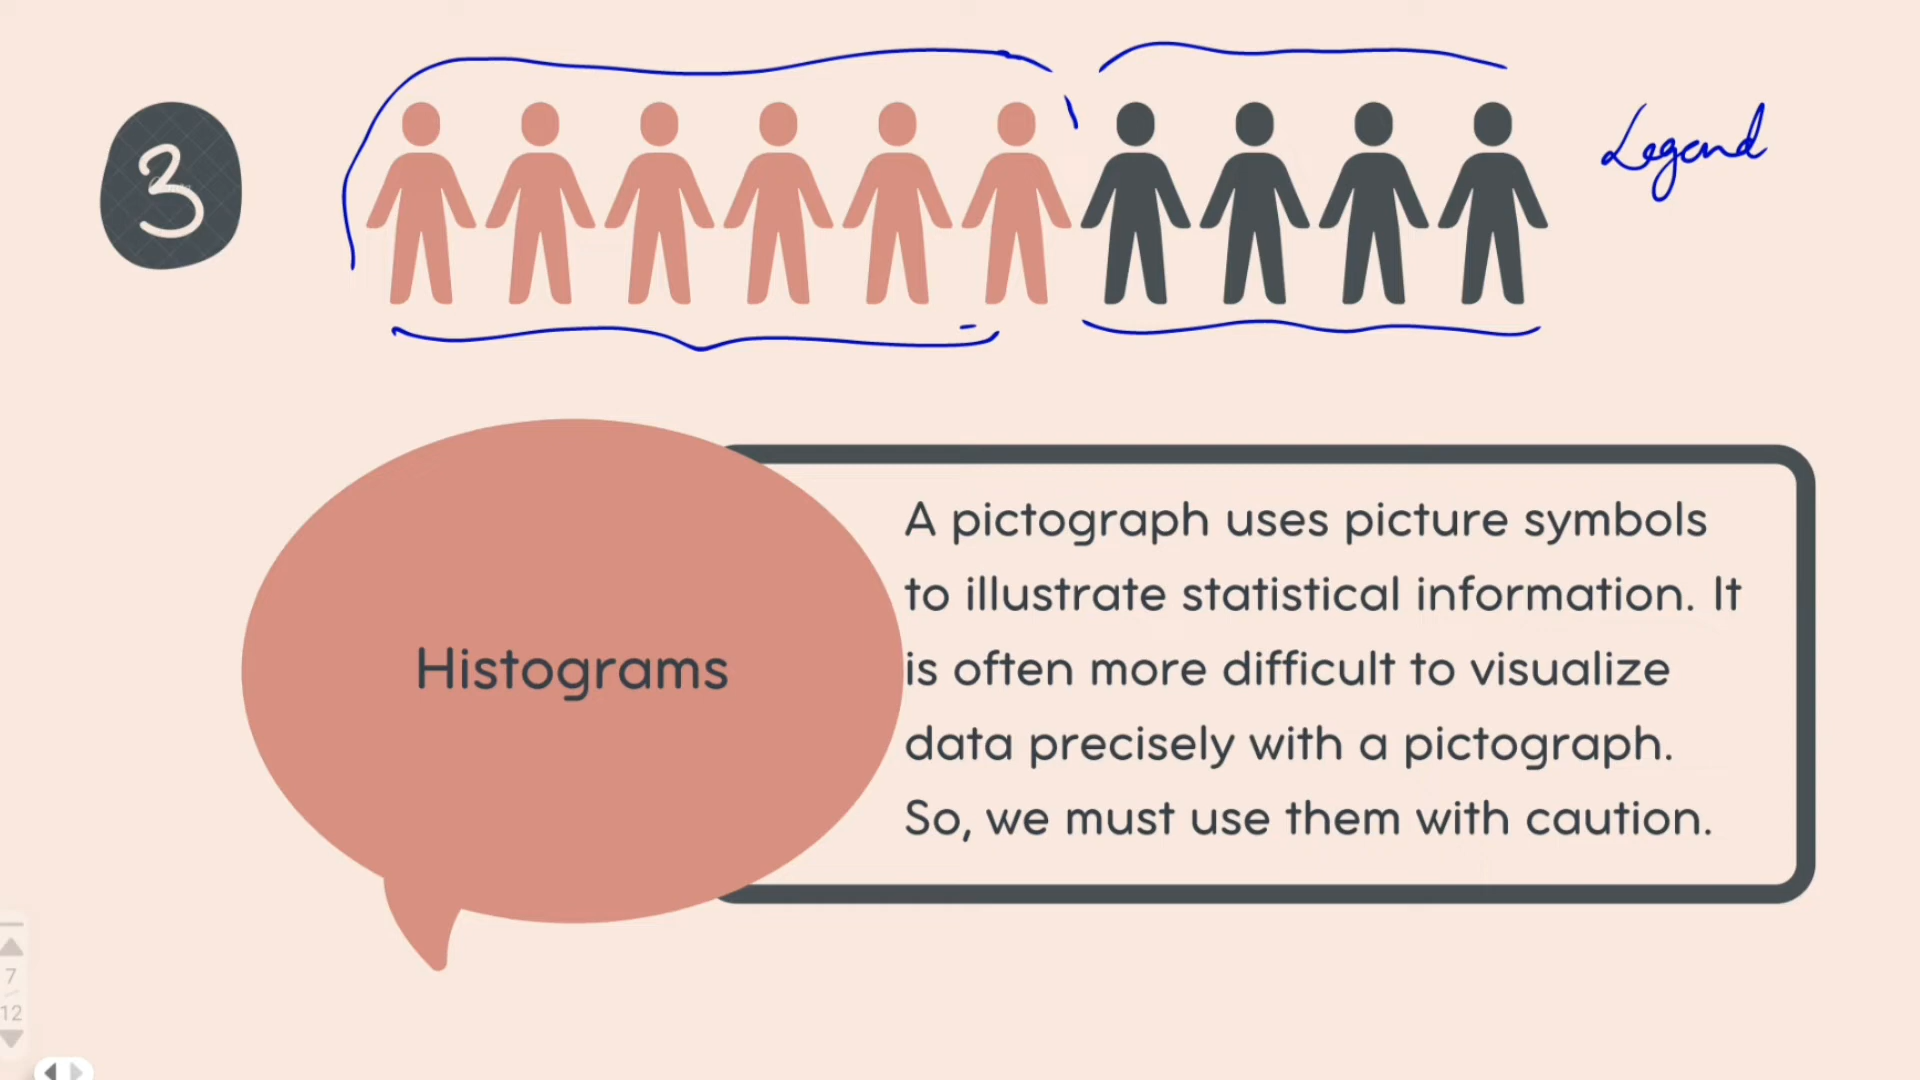 3
Legend
Histograms
A pictograph uses picture symbols
to illustrate statistical information. It
is often more difficult to visualize
data precisely with a pictograph.
So, we must use them with caution.
7
12